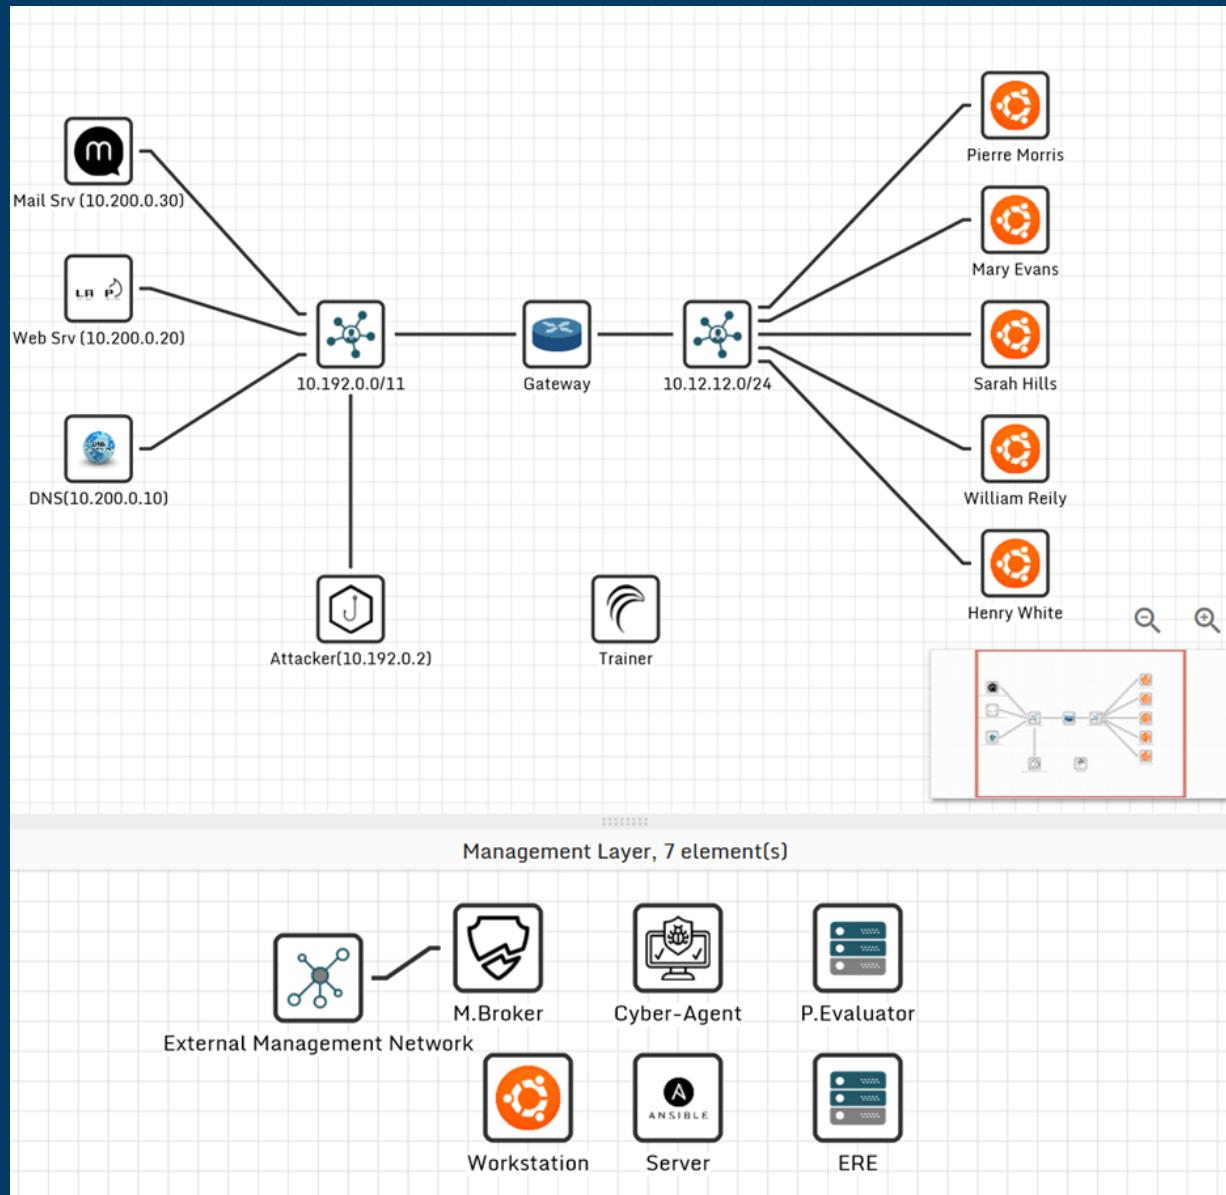 Pierre Morris
Mail Srv (10.200.0.30)
Mary Evans
LA P
Web Srv (10.200.0.20)
10.192.0.0/11
Gateway
10.12.12.0/24
Sarah Hills
DNS(10.200.0.10)
William Reily
Henry White
Attacker(10.192.0.2)
Trainer
Management Layer, 7 element(s)
M.Broker
Cyber-Agent
P.Evaluator
External Management Network
ANSIBLE
Workstation
Server
ERE